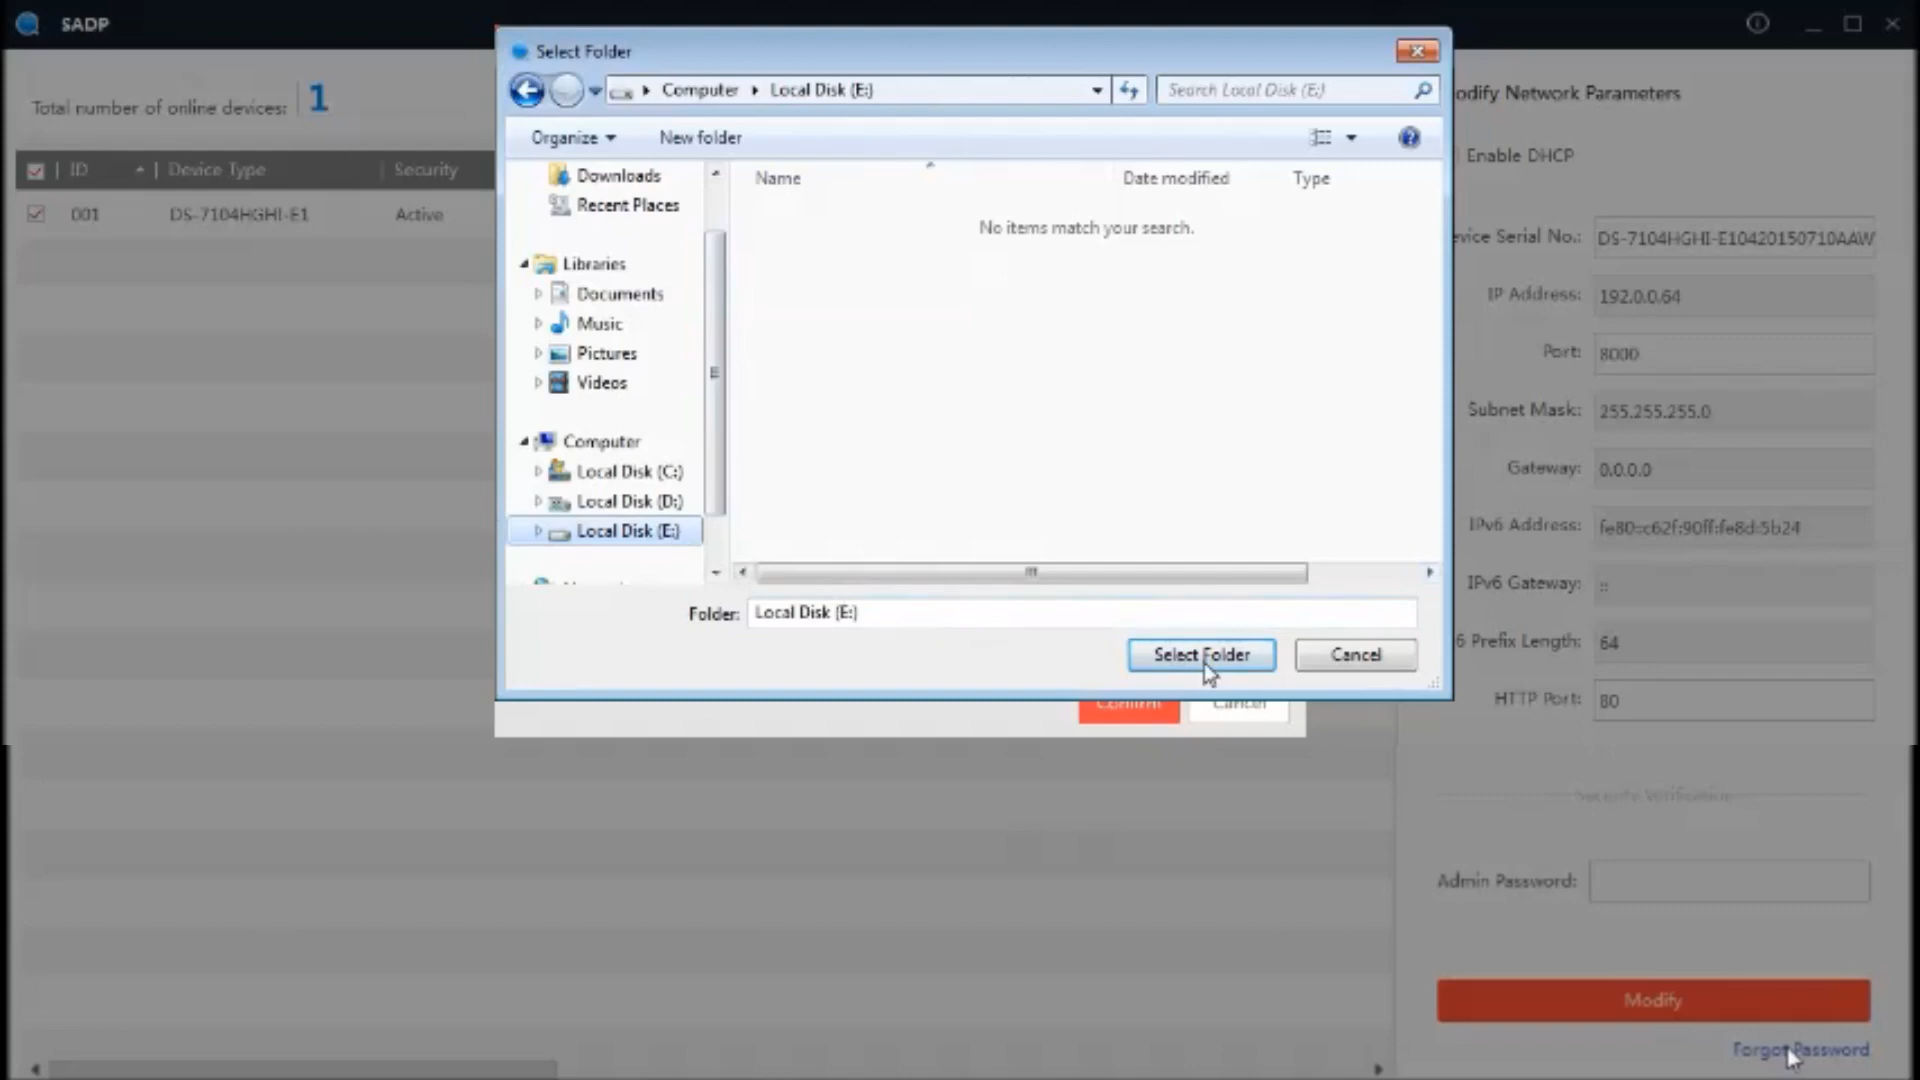 SADP
Total number of online devices: 1
ID
Device Type
Security
001
DS-7104HGHI-E1
Active
Select Folder
Computer
Local Disk (E:)
Search Local Disk (E:)
Organize
New folder
Downloads
Recent Places
Libraries
Documents
Music
Pictures
Videos
Computer
Local Disk (C:)
Local Disk (D:)
Local Disk (E:)
Name
Date modified
Type
No items match your search.
Folder: Local Disk (E:)
Select Folder
Cancel
Confirm
Cancel
odify Network Parameters
Enable DHCP
evice Serial No.: DS-7104HGHI-E10420150710AAW
IP Address: 192.0.0.64
Port: 8000
Subnet Mask: 255.255.255.0
Gateway: 0.0.0.0
IPv6 Address: fe80::c62f:90ff:fe8d:5b24
IPv6 Gateway: ::
6 Prefix Length: 64
HTTP Port: 80
Security Verification
Admin Password:
Modify
Forgot Password